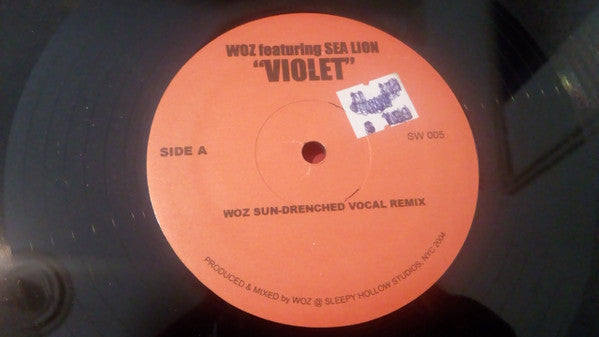 WOZ featuring SEA LION
"VIOLET"
SIDE A
SW 005
WOZ SUN-DRENCHED VOCAL REMIX
PRODUCED & MIXED by WOZ @ SLEEPY HOLLOW STUDIOS, NYC 2004